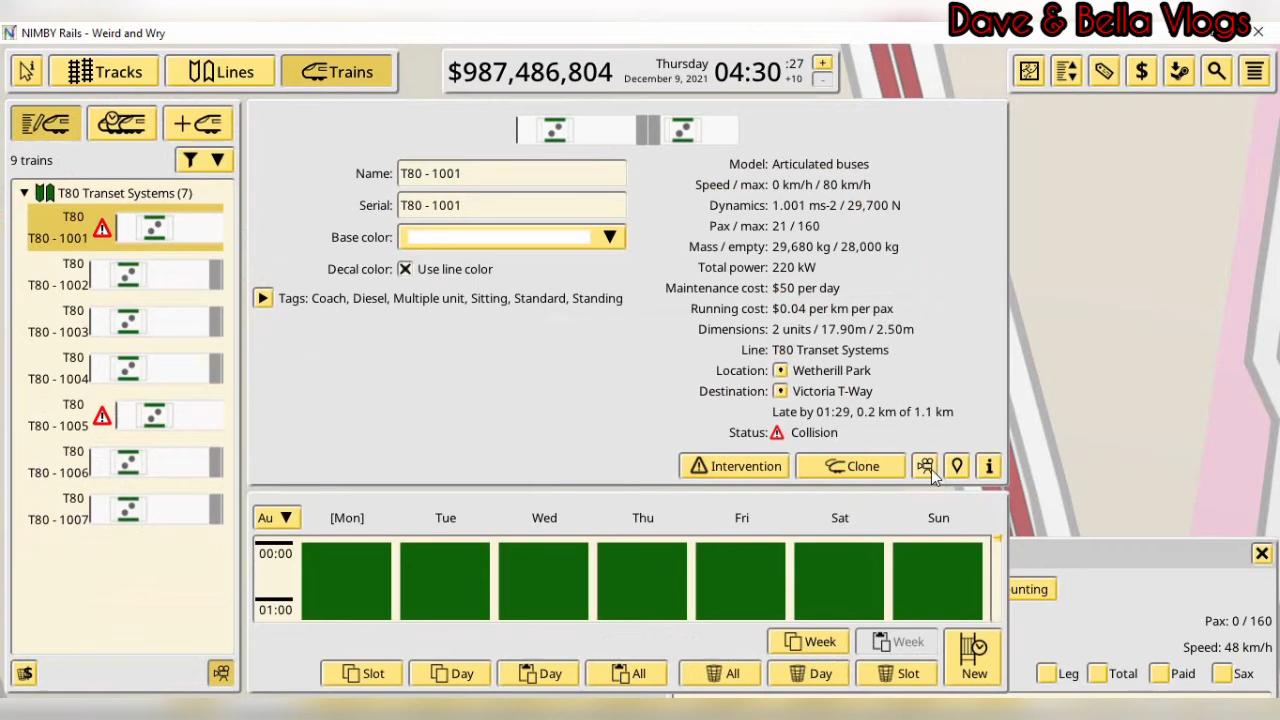 Dave & Bella Vlogs
NIMBY Rails - Weird and Wry
Tracks
Lines
Trains
$987,486,804
Thursday
December 9, 2021
04:30
:27
+10
+
-
$
9 trains
T80 Transet Systems (7)
T80
T80 - 1001
T80
T80 - 1002
T80
T80 - 1003
T80
T80 - 1004
T80
T80 - 1005
T80
T80 - 1006
T80
T80 - 1007
Name: T80 - 1001
Serial: T80 - 1001
Base color:
Decal color: Use line color
Tags: Coach, Diesel, Multiple unit, Sitting, Standard, Standing
Model: Articulated buses
Speed / max: 0 km/h / 80 km/h
Dynamics: 1.001 ms-2 / 29,700 N
Pax / max: 21 / 160
Mass / empty: 29,680 kg / 28,000 kg
Total power: 220 kW
Maintenance cost: $50 per day
Running cost: $0.04 per km per pax
Dimensions: 2 units / 17.90m / 2.50m
Line: T80 Transet Systems
Location: Wetherill Park
Destination: Victoria T-Way
Late by 01:29, 0.2 km of 1.1 km
Status: Collision
Intervention
Clone
Au [Mon] Tue Wed Thu Fri Sat Sun
00:00
01:00
Week Week
Slot Day Day All All Day Slot
New
unting
Pax: 0 / 160
Speed: 48 km/h
Leg Total Paid Sax